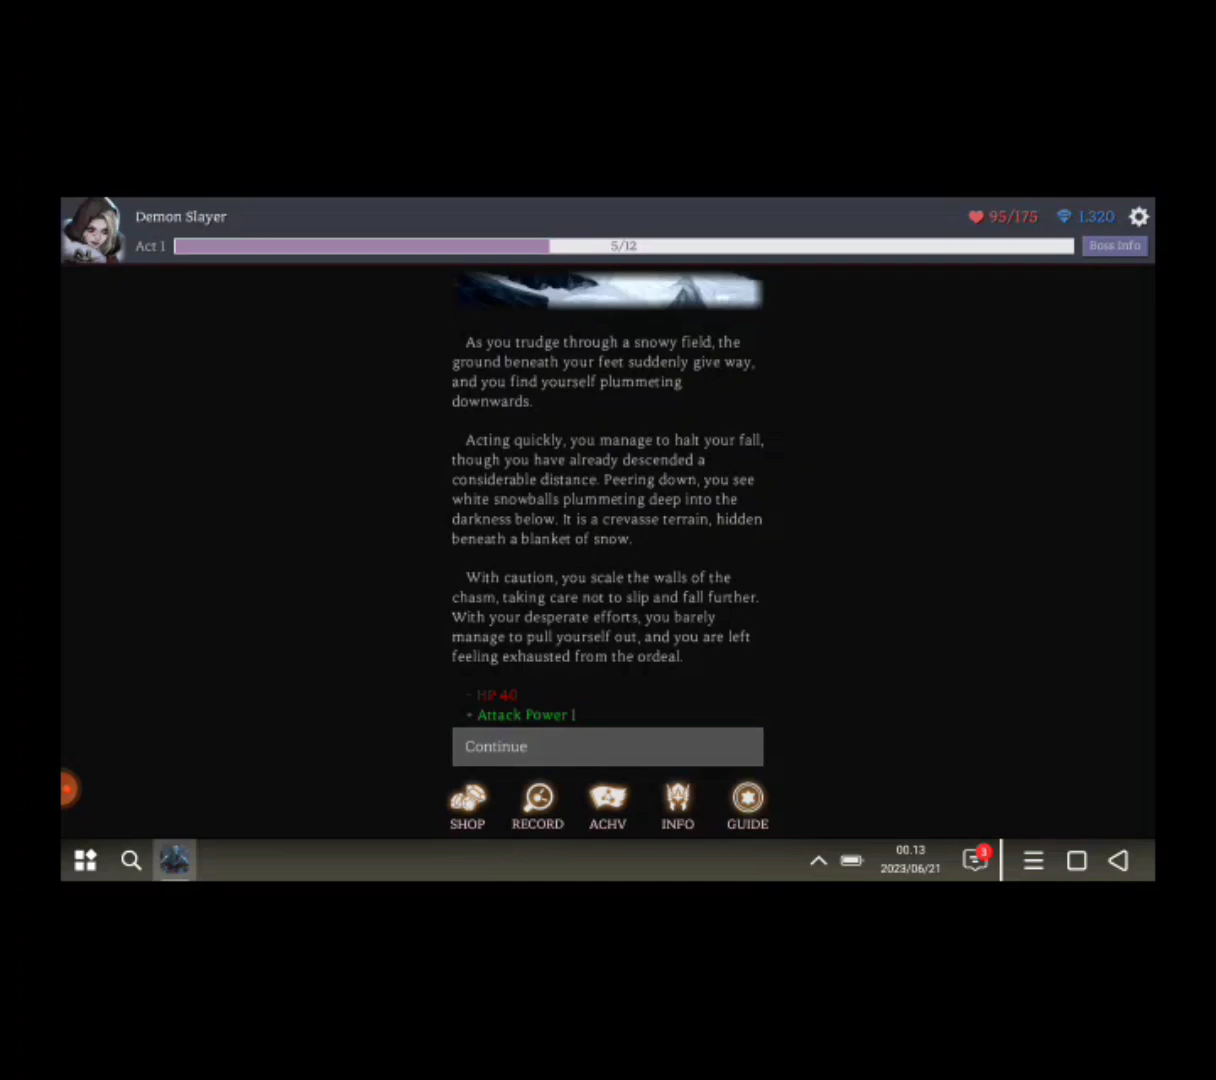 Demon Slayer
95/175
1,320
Act 1
5/12
Boss Info
As you trudge through a snowy field, the
ground beneath your feet suddenly give way,
and you find yourself plummeting
downwards.
Acting quickly, you manage to halt your fall,
though you have already descended a
considerable distance. Peering down, you see
white snowballs plummeting deep into the
darkness below. It is a crevasse terrain, hidden
beneath a blanket of snow.
With caution, you scale the walls of the
chasm, taking care not to slip and fall further.
With your desperate efforts, you barely
manage to pull yourself out, and you are left
feeling exhausted from the ordeal.
- HP 40
+ Attack Power 1
Continue
SHOP
RECORD
ACHV
INFO
GUIDE
00.13
2023/06/21
3